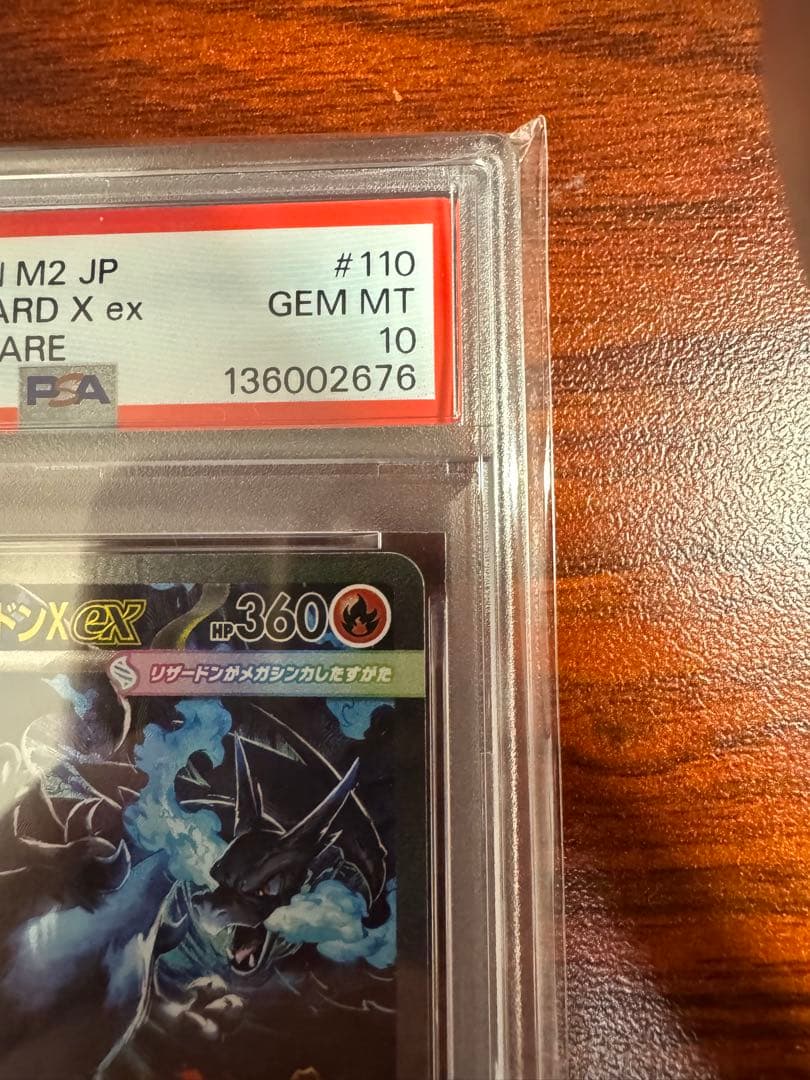 M2 JP
#110
ARD X ex
GEM MT
ARE
10
PSA
136002676
ドンXex
HP360
リザードンがメガシンカしたすがた